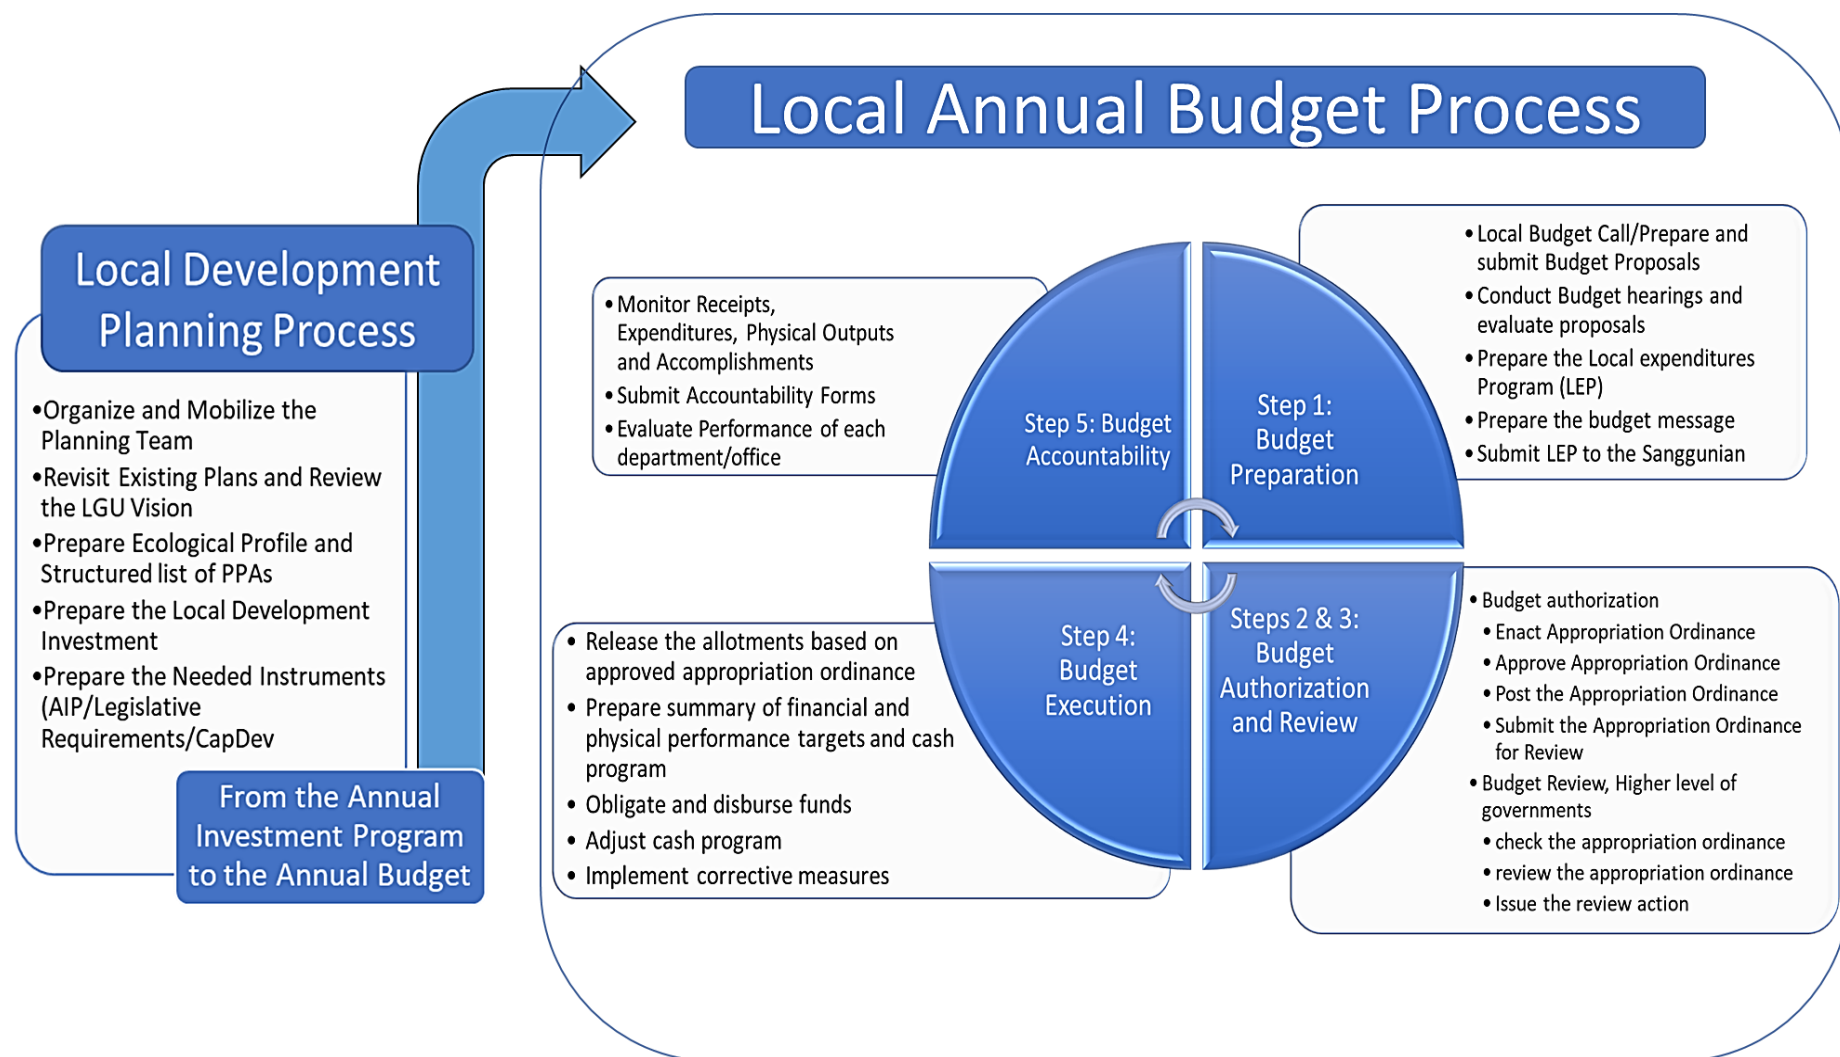 Local Annual Budget Process
Local Development
Planning Process
•Organize and Mobilize the
Planning Team
•Revisit Existing Plans and Review
the LGU Vision
•Prepare Ecological Profile and
Structured list of PPAs
•Prepare the Local Development
Investment
•Prepare the Needed Instruments
(AIP/Legislative
Requirements/CapDev
From the Annual
Investment Program
to the Annual Budget
Step 1:
Budget
Preparation
•Local Budget Call/Prepare and
submit Budget Proposals
•Conduct Budget hearings and
evaluate proposals
•Prepare the Local expenditures
Program (LEP)
•Prepare the budget message
•Submit LEP to the Sanggunian
Steps 2 & 3:
Budget
Authorization
and Review
• Budget authorization
• Enact Appropriation Ordinance
• Approve Appropriation Ordinance
• Post the Appropriation Ordinance
• Submit the Appropriation Ordinance
for Review
• Budget Review, Higher level of
governments
• check the appropriation ordinance
• review the appropriation ordinance
• Issue the review action
Step 4:
Budget
Execution
• Release the allotments based on
approved appropriation ordinance
• Prepare summary of financial and
physical performance targets and cash
program
• Obligate and disburse funds
• Adjust cash program
• Implement corrective measures
Step 5: Budget
Accountability
•Monitor Receipts,
Expenditures, Physical Outputs
and Accomplishments
•Submit Accountability Forms
•Evaluate Performance of each
department/office